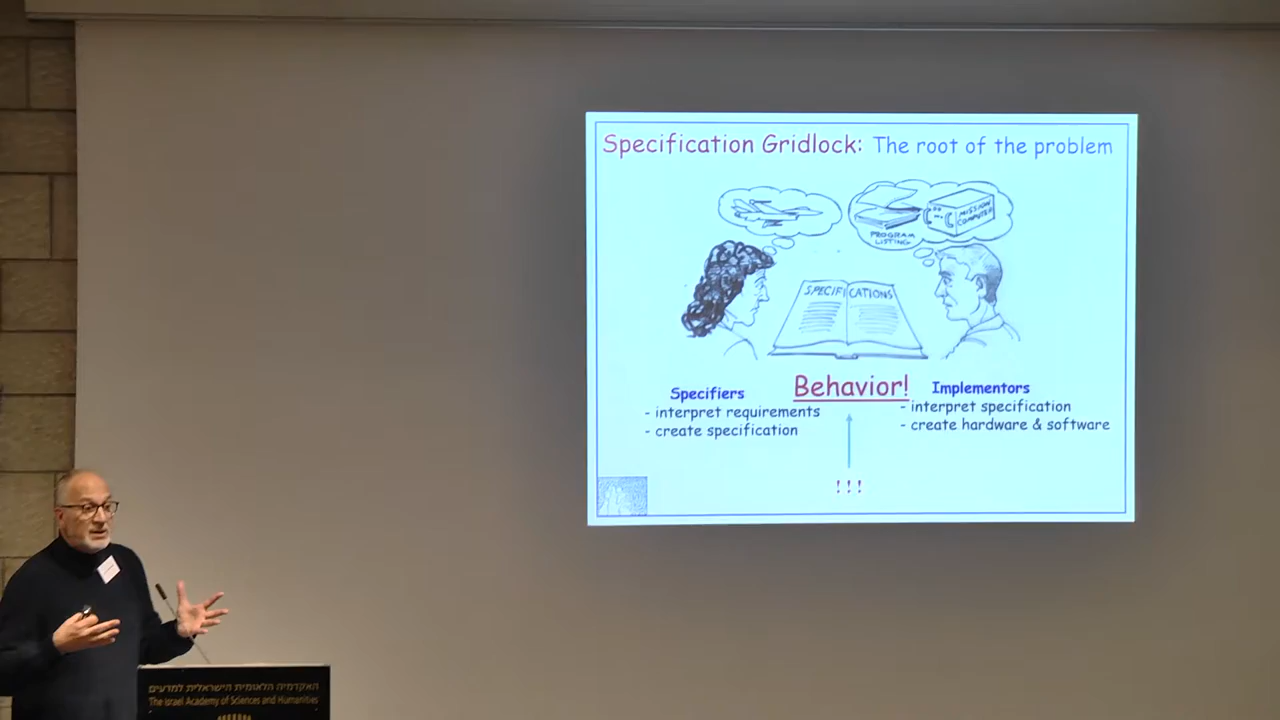 Specification Gridlock: The root of the problem
PROGRAM
LISTING
MISSION
COMPUTER
SPECIFICATIONS
Behavior!
Specifiers
- interpret requirements
- create specification
Implementors
- interpret specification
- create hardware & software
!!!
האקדמיה הלאומית הישראלית למדעים
The Israel Academy of Sciences and Humanities